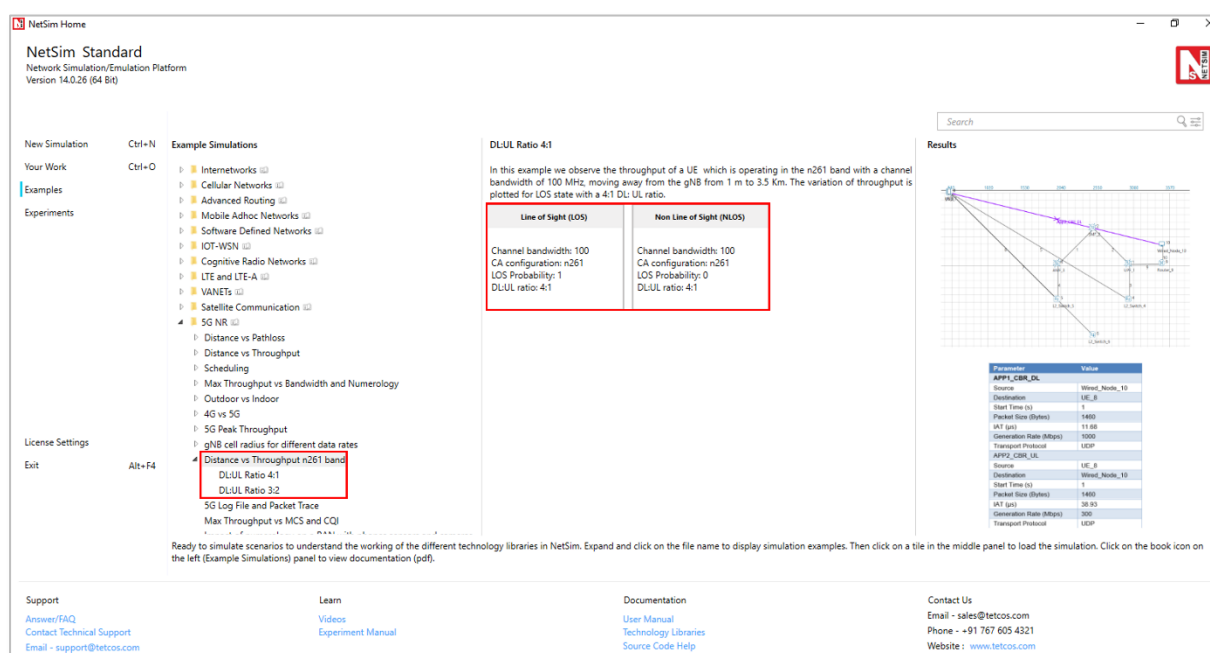 NetSim Home
NetSim Standard
Network Simulation/Emulation Platform
Version 14.0.26 (64 Bit)
NETSIM
Search
New Simulation Ctrl+N
Your Work Ctrl+O
Examples
Experiments
License Settings
Exit Alt+F4
Example Simulations
Internetworks
Cellular Networks
Advanced Routing
Mobile Adhoc Networks
Software Defined Networks
IOT-WSN
Cognitive Radio Networks
LTE and LTE-A
VANETs
Satellite Communication
5G NR
Distance vs Pathloss
Distance vs Throughput
Scheduling
Max Throughput vs Bandwidth and Numerology
Outdoor vs Indoor
4G vs 5G
5G Peak Throughput
gNB cell radius for different data rates
Distance vs Throughput n261 band
DL:UL Ratio 4:1
DL:UL Ratio 3:2
5G Log File and Packet Trace
Max Throughput vs MCS and CQI
DL:UL Ratio 4:1
In this example we observe the throughput of a UE which is operating in the n261 band with a channel
bandwidth of 100 MHz, moving away from the gNB from 1 m to 3.5 Km. The variation of throughput is
plotted for LOS state with a 4:1 DL: UL ratio.
Line of Sight (LOS)
Channel bandwidth: 100
CA configuration: n261
LOS Probability: 1
DL:UL ratio: 4:1
Non Line of Sight (NLOS)
Channel bandwidth: 100
CA configuration: n261
LOS Probability: 0
DL:UL ratio: 4:1
Results
Parameter Value
APP1_CBR_DL
Source Wired_Node_10
Destination UE_8
Start Time (s) 1
Packet Size (Bytes) 1460
IAT (µs) 11.68
Generation Rate (Mbps) 1000
Transport Protocol UDP
APP2_CBR_UL
Source UE_8
Destination Wired_Node_10
Start Time (s) 1
Packet Size (Bytes) 1460
IAT (µs) 38.93
Generation Rate (Mbps) 300
Transport Protocol UDP
Ready to simulate scenarios to understand the working of the different technology libraries in NetSim. Expand and click on the file name to display simulation examples. Then click on a tile in the middle panel to load the simulation. Click on the book icon on
the left (Example Simulations) panel to view documentation (pdf).
Support
Answer/FAQ
Contact Technical Support
Email - support@tetcos.com
Learn
Videos
Experiment Manual
Documentation
User Manual
Technology Libraries
Source Code Help
Contact Us
Email - sales@tetcos.com
Phone - +91 767 605 4321
Website : www.tetcos.com